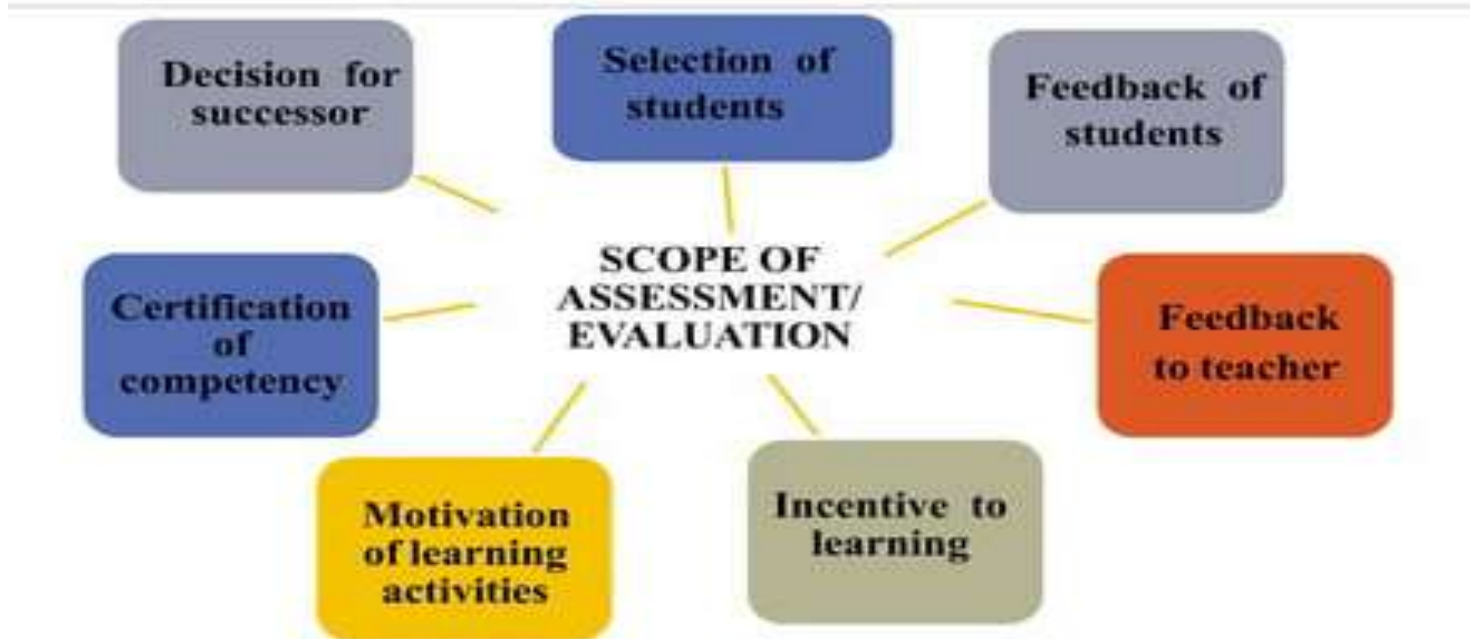 Decision for
successor
Selection of
students
Feedback of
students
SCOPE OF
ASSESSMENT/
EVALUATION
Certification
of
competency
Feedback
to teacher
Motivation
of learning
activities
Incentive to
learning